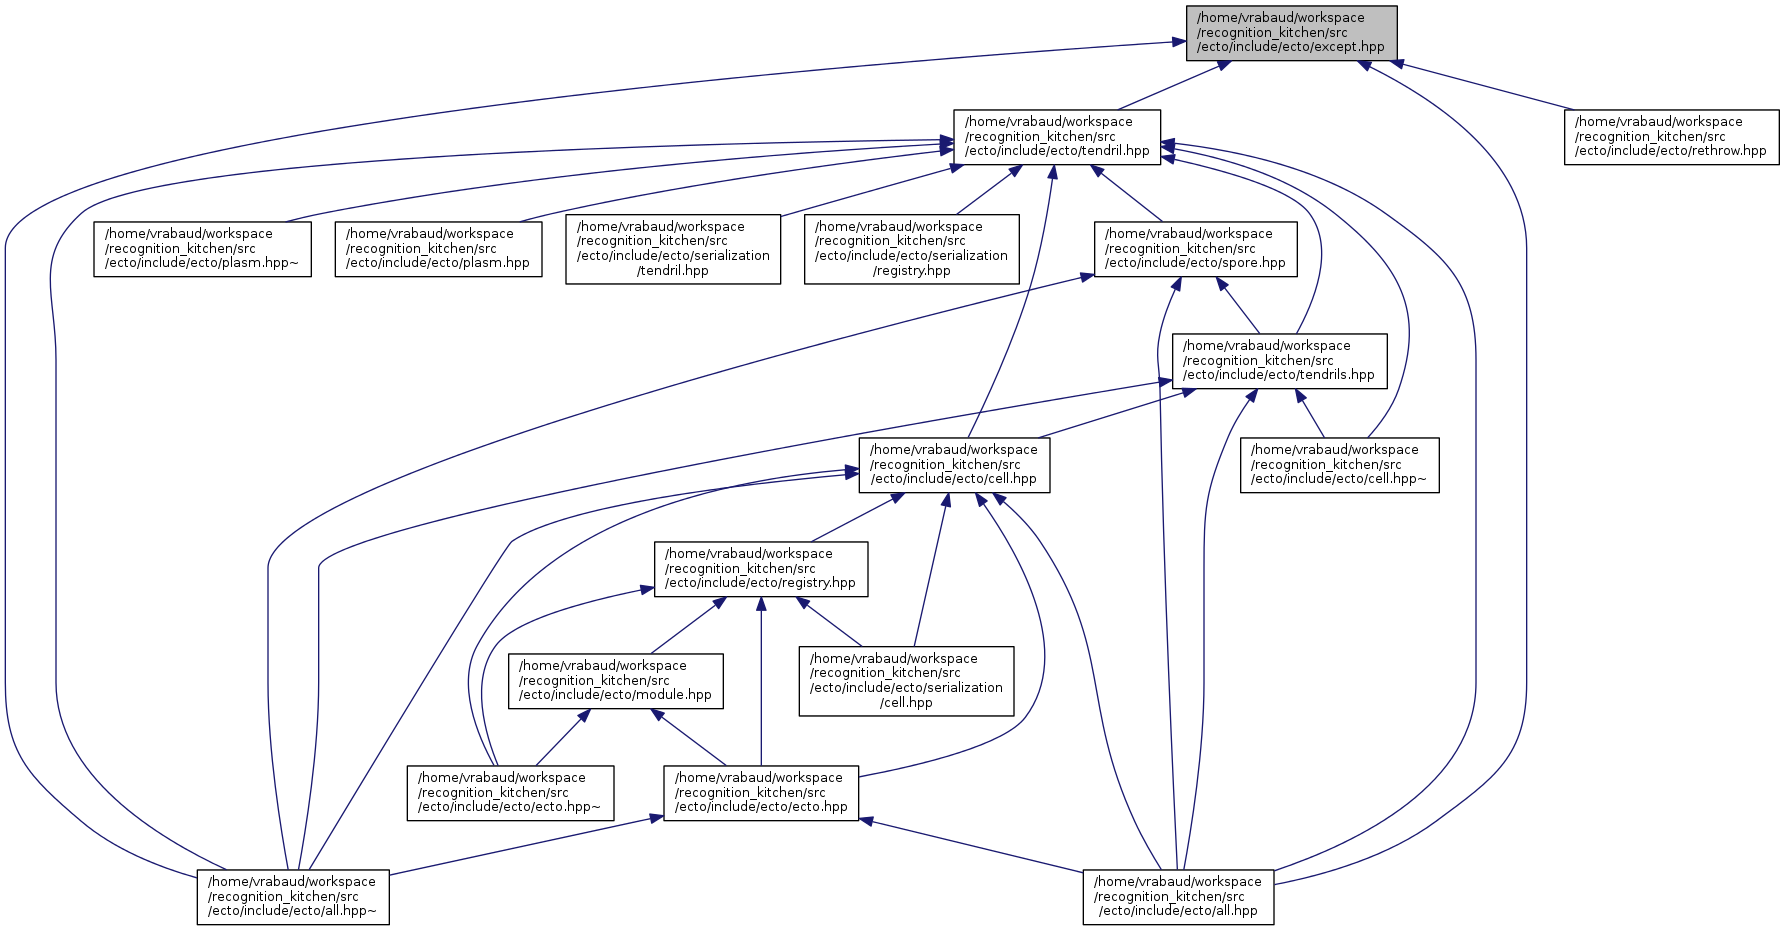 /home/vrabaud/workspace
/recognition_kitchen/src
/ecto/include/ecto/except.hpp
/home/vrabaud/workspace
/recognition_kitchen/src
/ecto/include/ecto/tendril.hpp
/home/vrabaud/workspace
/recognition_kitchen/src
/ecto/include/ecto/rethrow.hpp
/home/vrabaud/workspace
/recognition_kitchen/src
/ecto/include/ecto/plasm.hpp~
/home/vrabaud/workspace
/recognition_kitchen/src
/ecto/include/ecto/plasm.hpp
/home/vrabaud/workspace
/recognition_kitchen/src
/ecto/include/ecto/serialization
/tendril.hpp
/home/vrabaud/workspace
/recognition_kitchen/src
/ecto/include/ecto/serialization
/registry.hpp
/home/vrabaud/workspace
/recognition_kitchen/src
/ecto/include/ecto/spore.hpp
/home/vrabaud/workspace
/recognition_kitchen/src
/ecto/include/ecto/tendrils.hpp
/home/vrabaud/workspace
/recognition_kitchen/src
/ecto/include/ecto/cell.hpp
/home/vrabaud/workspace
/recognition_kitchen/src
/ecto/include/ecto/cell.hpp~
/home/vrabaud/workspace
/recognition_kitchen/src
/ecto/include/ecto/registry.hpp
/home/vrabaud/workspace
/recognition_kitchen/src
/ecto/include/ecto/module.hpp
/home/vrabaud/workspace
/recognition_kitchen/src
/ecto/include/ecto/serialization
/cell.hpp
/home/vrabaud/workspace
/recognition_kitchen/src
/ecto/include/ecto/ecto.hpp~
/home/vrabaud/workspace
/recognition_kitchen/src
/ecto/include/ecto/ecto.hpp
/home/vrabaud/workspace
/recognition_kitchen/src
/ecto/include/ecto/all.hpp~
/home/vrabaud/workspace
/recognition_kitchen/src
/ecto/include/ecto/all.hpp